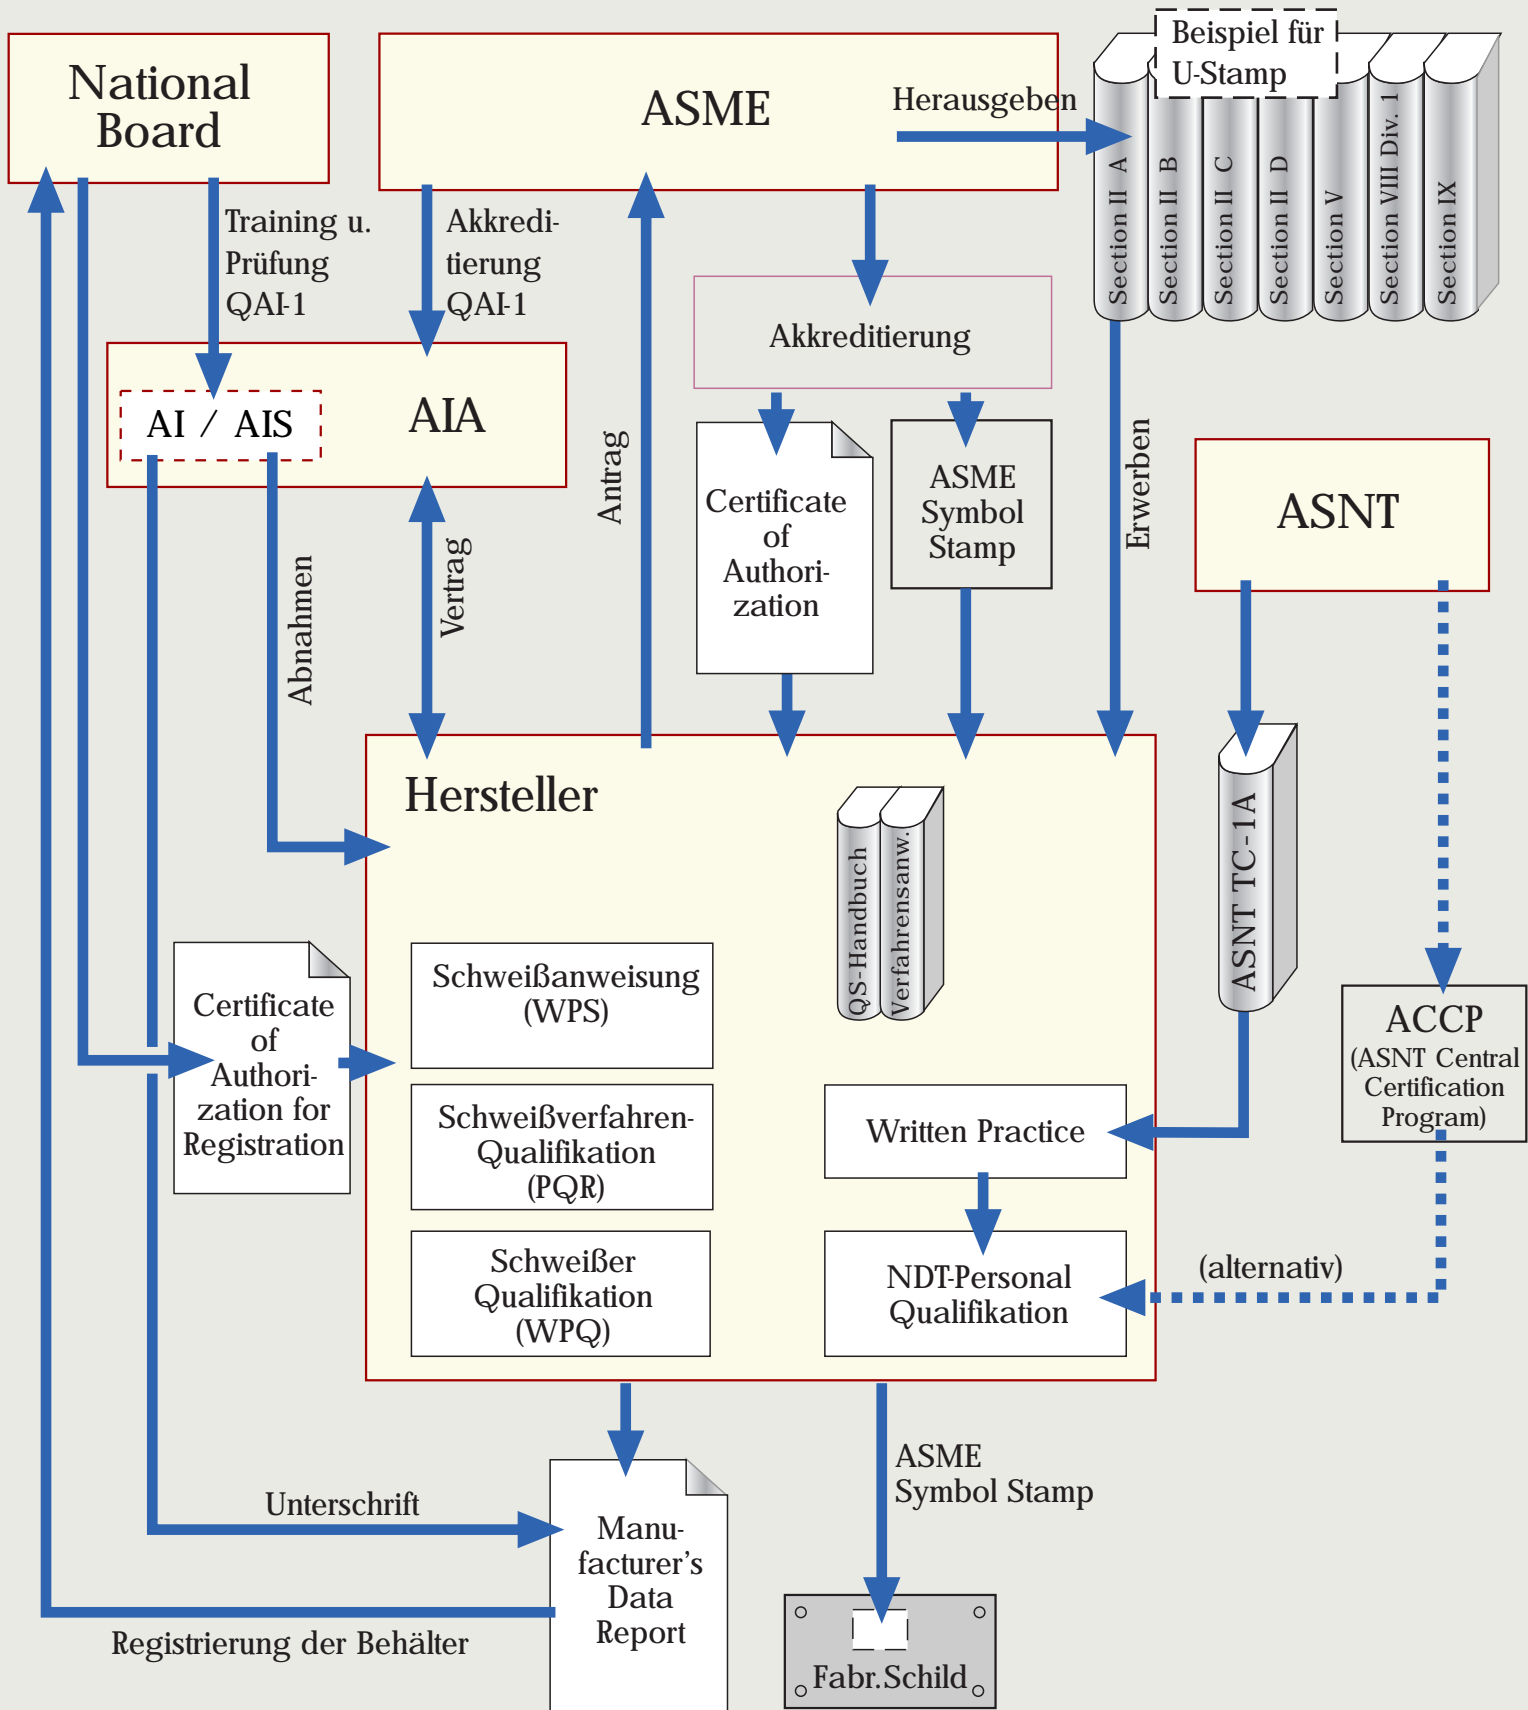 National
Board
ASME
Herausgeben
Beispiel für
U-Stamp
Section II A
Section II B
Section II C
Section II D
Section V
Section VIII Div. 1
Section IX
Training u.
Prüfung
QAI-1
Akkredi-
tierung
QAI-1
Akkreditierung
AI / AIS
AIA
Antrag
Certificate
of
Authori-
zation
ASME
Symbol
Stamp
Erwerben
ASNT
Abnahmen
Vertrag
Hersteller
QS-Handbuch
Verfahrensanw.
ASNT TC-1A
Certificate
of
Authori-
zation for
Registration
Schweißanweisung
(WPS)
Schweißverfahren-
Qualifikation
(PQR)
Schweißer
Qualifikation
(WPQ)
Written Practice
NDT-Personal
Qualifikation
ACCP
(ASNT Central
Certification
Program)
(alternativ)
Unterschrift
Registrierung der Behälter
Manu-
facturer's
Data
Report
ASME
Symbol Stamp
Fabr.Schild